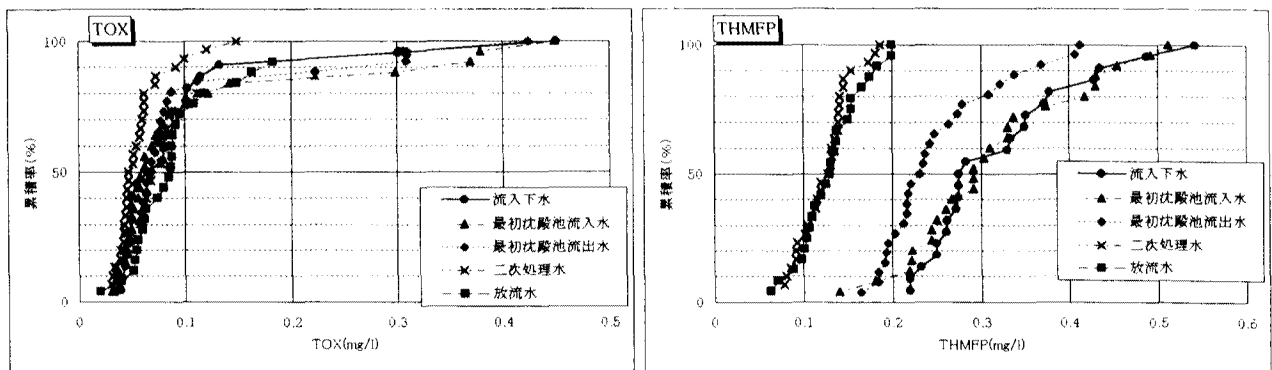 TOX
100
50
0
累積率(%)
0
0.1
0.2
0.3
0.4
0.5
TOX(mg/l)
流入下水
最初沈殿池流入水
最初沈殿池流出水
二次処理水
放流水
THMFP
100
50
0
累積率(%)
0
0.1
0.2
0.3
0.4
0.5
0.6
THMFP(mg/l)
流入下水
最初沈殿池流入水
最初沈殿池流出水
二次処理水
放流水